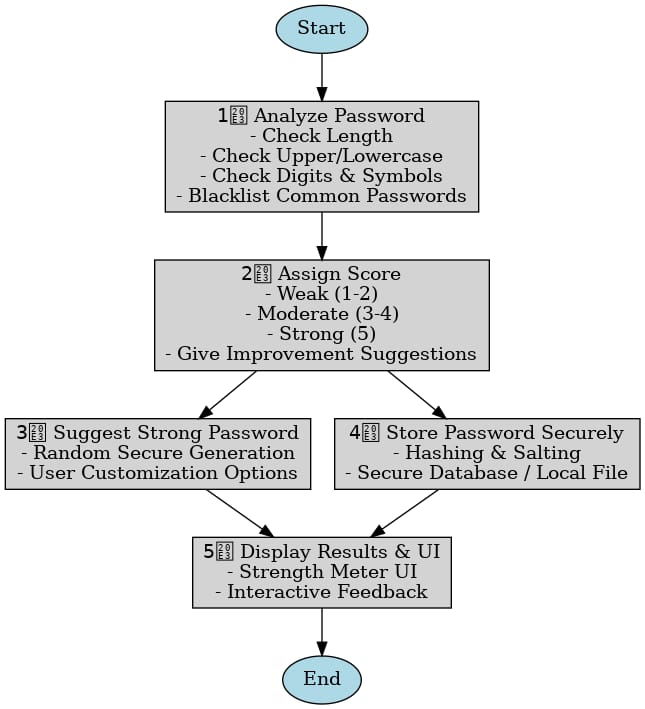 Start
1⃣ Analyze Password
- Check Length
- Check Upper/Lowercase
- Check Digits & Symbols
- Blacklist Common Passwords
2⃣ Assign Score
- Weak (1-2)
- Moderate (3-4)
- Strong (5)
- Give Improvement Suggestions
3⃣ Suggest Strong Password
- Random Secure Generation
- User Customization Options
4⃣ Store Password Securely
- Hashing & Salting
- Secure Database / Local File
5⃣ Display Results & UI
- Strength Meter UI
- Interactive Feedback
End